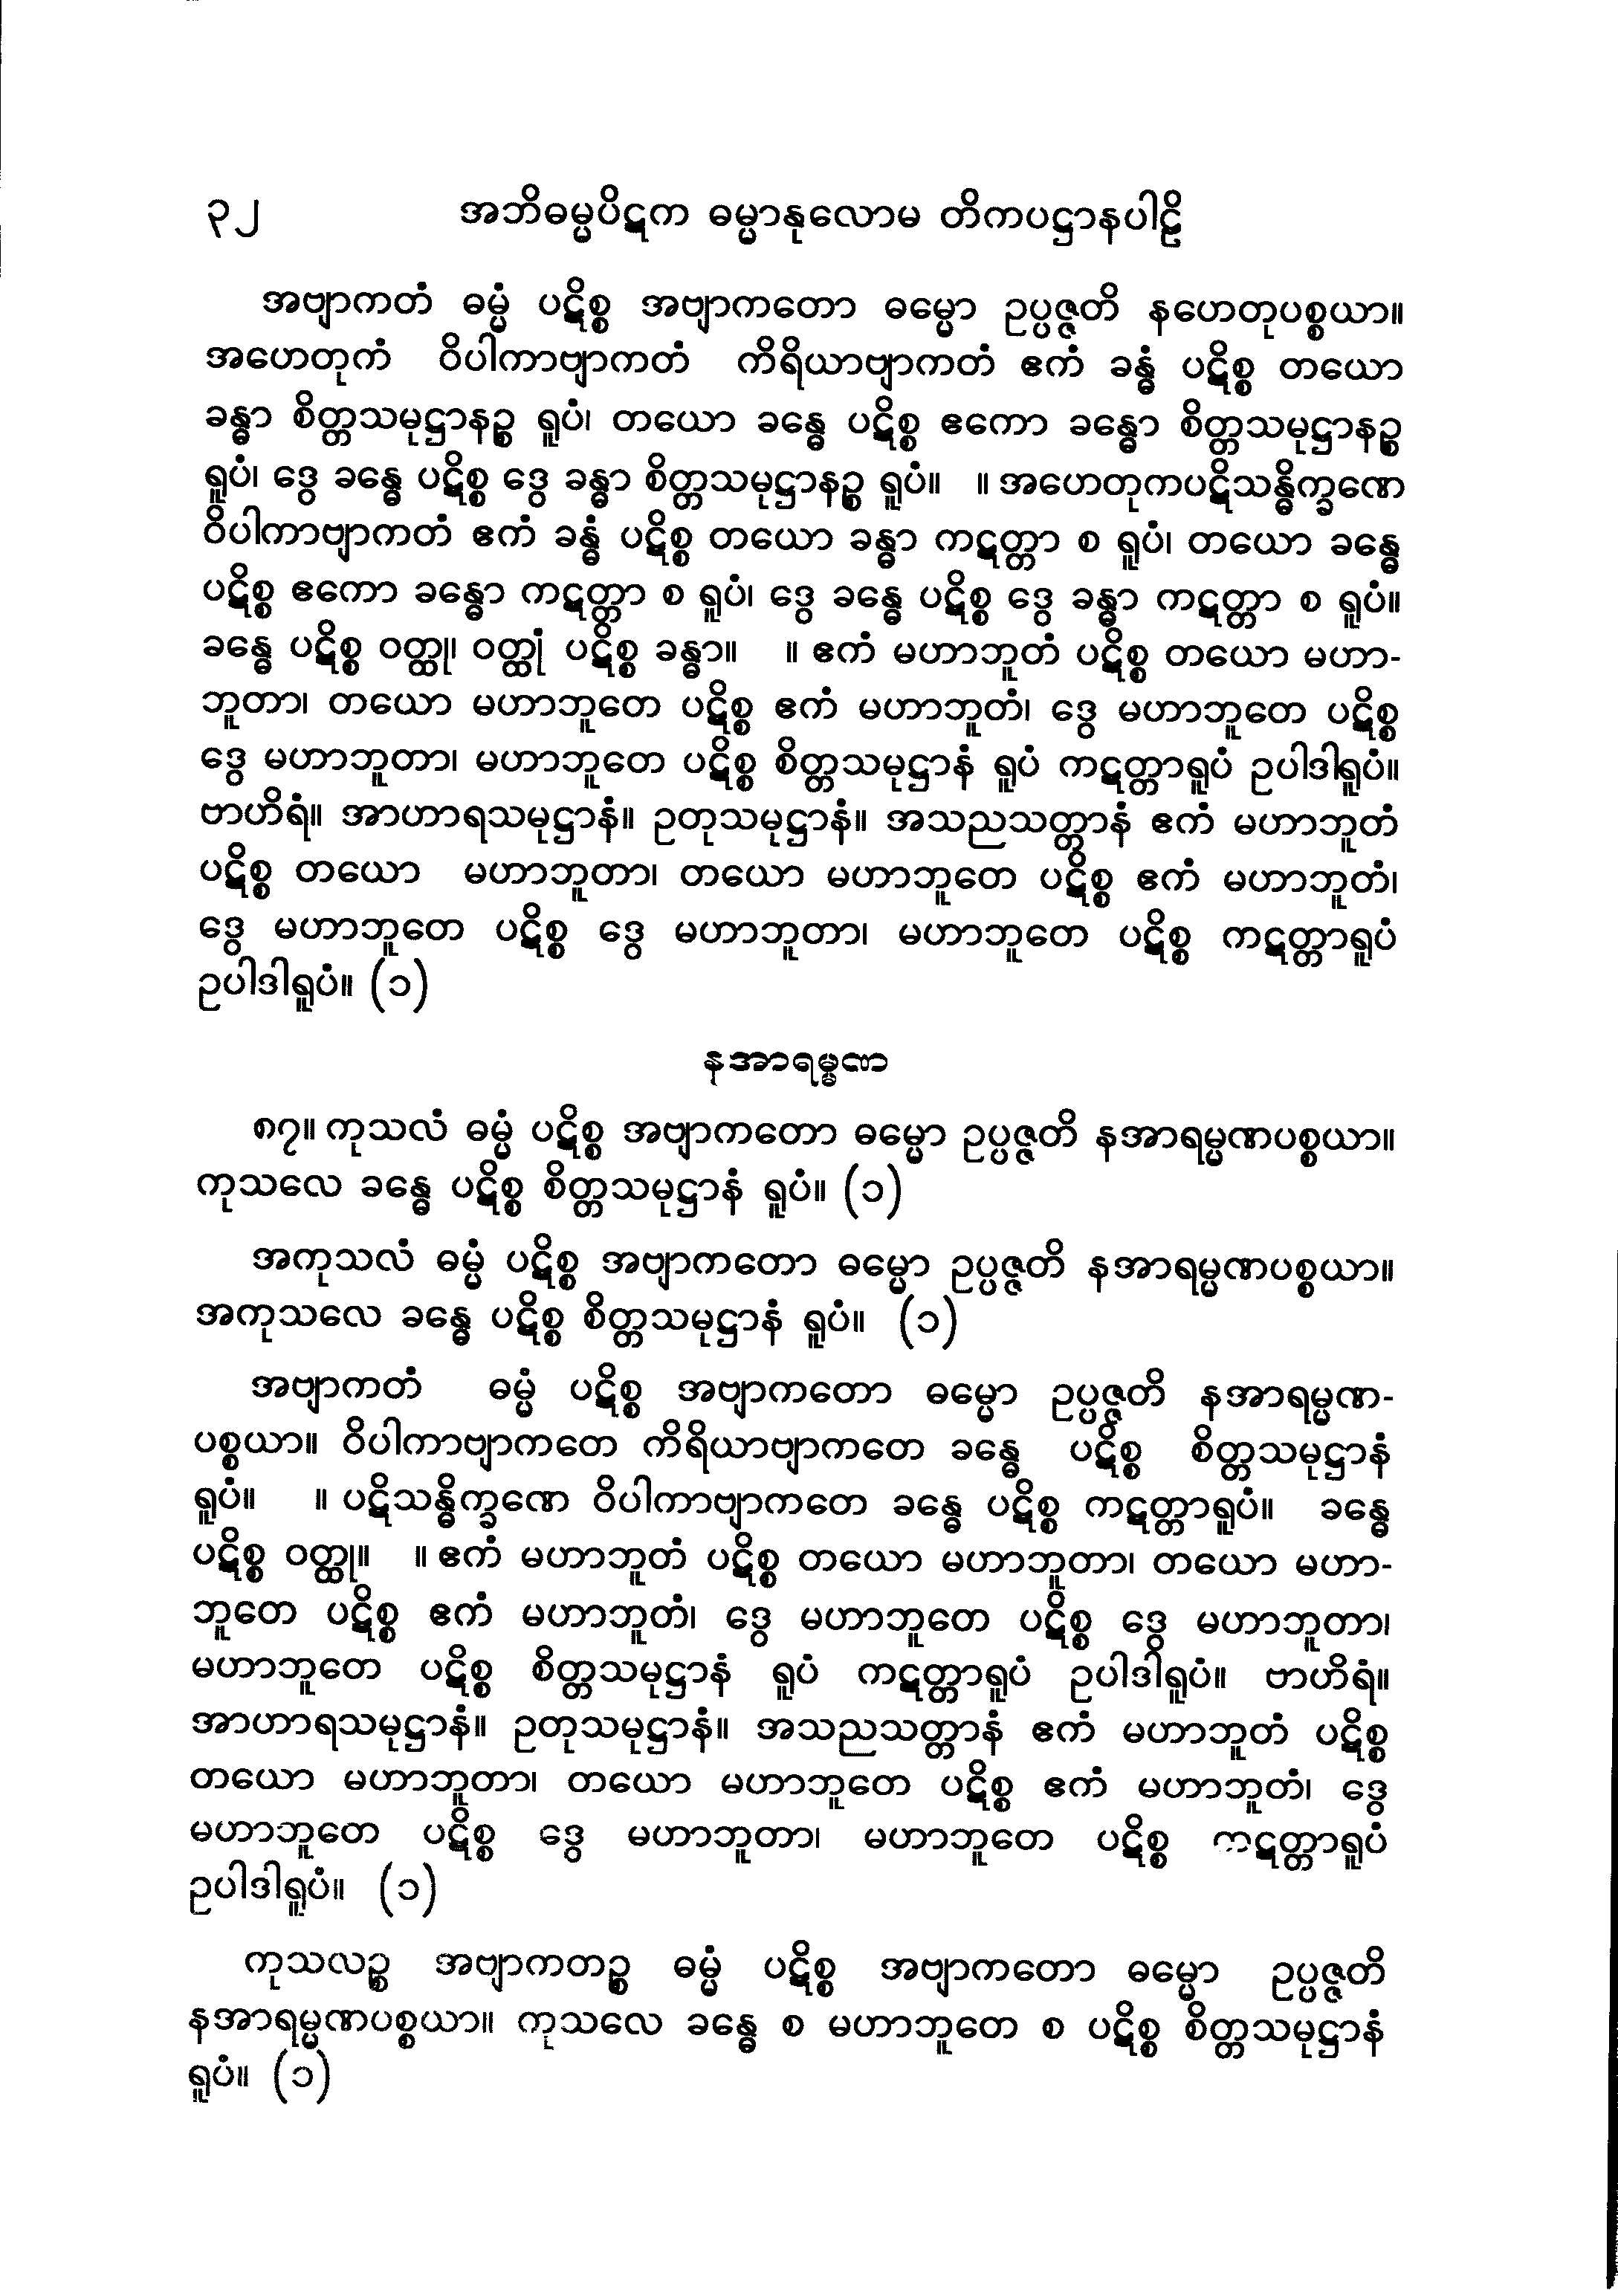 ၃၂ အဘိဓမ္မပိဋက ဓမ္မာနုလောမ တိကပဋ္ဌာနပါဠိ
အဗျာကတံ ဓမ္မံ ပဋိစ္စ အဗျာကတော ဓမ္မော ဥပ္ပဇ္ဇတိ နဟေတုပစ္စယာ။
အဟေတုကံ ဝိပါကာဗျာကတံ ကိရိယာဗျာကတံ ဧကံ ခန္ဓံ ပဋိစ္စ တယော
ခန္ဓာ စိတ္တသမုဋ္ဌာနဉ္စ ရူပံ၊ တယော ခန္ဓေ ပဋိစ္စ ဧကော ခန္ဓော စိတ္တသမုဋ္ဌာနဉ္စ
ရူပံ၊ ဒွေ ခန္ဓေ ပဋိစ္စ ဒွေ ခန္ဓာ စိတ္တသမုဋ္ဌာနဉ္စ ရူပံ။ ။ အဟေတုကပဋိသန္ဓိက္ခဏေ
ဝိပါကာဗျာကတံ ဧကံ ခန္ဓံ ပဋိစ္စ တယော ခန္ဓာ ကဋတ္တာ စ ရူပံ၊ တယော ခန္ဓေ
ပဋိစ္စ ဧကော ခန္ဓော ကဋတ္တာ စ ရူပံ၊ ဒွေ ခန္ဓေ ပဋိစ္စ ဒွေ ခန္ဓာ ကဋတ္တာ စ ရူပံ။
ခန္ဓေ ပဋိစ္စ ဝတ္ထု၊ ဝတ္ထုံ ပဋိစ္စ ခန္ဓာ။ ။ ဧကံ မဟာဘူတံ ပဋိစ္စ တယော မဟာ-
ဘူတာ၊ တယော မဟာဘူတေ ပဋိစ္စ ဧကံ မဟာဘူတံ၊ ဒွေ မဟာဘူတေ ပဋိစ္စ
ဒွေ မဟာဘူတာ၊ မဟာဘူတေ ပဋိစ္စ စိတ္တသမုဋ္ဌာနံ ရူပံ ကဋတ္တာရူပံ ဥပါဒါရူပံ။
ဗာဟိရံ။ အာဟာရသမုဋ္ဌာနံ။ ဥတုသမုဋ္ဌာနံ။ အသညသတ္တာနံ ဧကံ မဟာဘူတံ
ပဋိစ္စ တယော မဟာဘူတာ၊ တယော မဟာဘူတေ ပဋိစ္စ ဧကံ မဟာဘူတံ၊
ဒွေ မဟာဘူတေ ပဋိစ္စ ဒွေ မဟာဘူတာ၊ မဟာဘူတေ ပဋိစ္စ ကဋတ္တာရူပံ
ဥပါဒါရူပံ။ (၁)
နအာရမ္မဏ
၈၇။ ကုသလံ ဓမ္မံ ပဋိစ္စ အဗျာကတော ဓမ္မော ဥပ္ပဇ္ဇတိ နအာရမ္မဏပစ္စယာ။
ကုသလေ ခန္ဓေ ပဋိစ္စ စိတ္တသမုဋ္ဌာနံ ရူပံ။ (၁)
အကုသလံ ဓမ္မံ ပဋိစ္စ အဗျာကတော ဓမ္မော ဥပ္ပဇ္ဇတိ နအာရမ္မဏပစ္စယာ။
အကုသလေ ခန္ဓေ ပဋိစ္စ စိတ္တသမုဋ္ဌာနံ ရူပံ။ (၁)
အဗျာကတံ ဓမ္မံ ပဋိစ္စ အဗျာကတော ဓမ္မော ဥပ္ပဇ္ဇတိ နအာရမ္မဏ-
ပစ္စယာ။ ဝိပါကာဗျာကတေ ကိရိယာဗျာကတေ ခန္ဓေ ပဋိစ္စ စိတ္တသမုဋ္ဌာနံ
ရူပံ။ ။ ပဋိသန္ဓိက္ခဏေ ဝိပါကာဗျာကတေ ခန္ဓေ ပဋိစ္စ ကဋတ္တာရူပံ။ ခန္ဓေ
ပဋိစ္စ ဝတ္ထု။ ။ ဧကံ မဟာဘူတံ ပဋိစ္စ တယော မဟာဘူတာ၊ တယော မဟာ-
ဘူတေ ပဋိစ္စ ဧကံ မဟာဘူတံ၊ ဒွေ မဟာဘူတေ ပဋိစ္စ ဒွေ မဟာဘူတာ၊
မဟာဘူတေ ပဋိစ္စ စိတ္တသမုဋ္ဌာနံ ရူပံ ကဋတ္တာရူပံ ဥပါဒါရူပံ။ ဗာဟိရံ။
အာဟာရသမုဋ္ဌာနံ။ ဥတုသမုဋ္ဌာနံ။ အသညသတ္တာနံ ဧကံ မဟာဘူတံ ပဋိစ္စ
တယော မဟာဘူတာ၊ တယော မဟာဘူတေ ပဋိစ္စ ဧကံ မဟာဘူတံ၊ ဒွေ
မဟာဘူတေ ပဋိစ္စ ဒွေ မဟာဘူတာ၊ မဟာဘူတေ ပဋိစ္စ ကဋတ္တာရူပံ
ဥပါဒါရူပံ။ (၁)
ကုသလဉ္စ အဗျာကတဉ္စ ဓမ္မံ ပဋိစ္စ အဗျာကတော ဓမ္မော ဥပ္ပဇ္ဇတိ
နအာရမ္မဏပစ္စယာ။ ကုသလေ ခန္ဓေ စ မဟာဘူတေ စ ပဋိစ္စ စိတ္တသမုဋ္ဌာနံ
ရူပံ။ (၁)